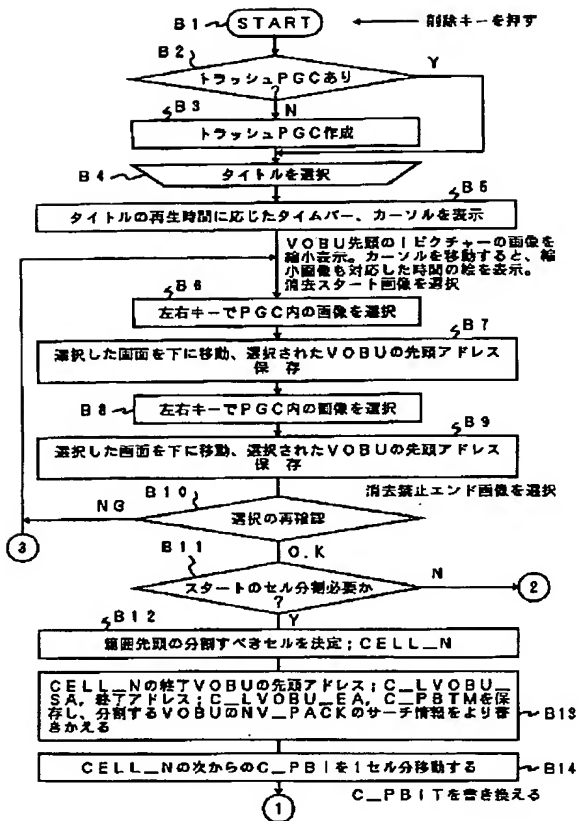 B1 START 削除キーを押す
B2
トラッシュPGCあり
?
Y
N
B3
トラッシュPGC作成
B4 タイトルを選択
B5
タイトルの再生時間に応じたタイムバー、カーソルを表示
VOBU先頭のIピクチャーの画像を
縮小表示。カーソルを移動すると、縮
小画像も対応した時間の絵を表示。
消去スタート画像を選択
B6
左右キーでPGC内の画像を選択
B7
選択した画面を下に移動、選択されたVOBUの先頭アドレス
保存
B8 左右キーでPGC内の画像を選択
B9
選択した画面を下に移動、選択されたVOBUの先頭アドレス
保存
消去禁止エンド画像を選択
B10
NG
選択の再確認
3
O.K
B11
スタートのセル分割必要か
?
N
2
Y
B12
範囲先頭の分割すべきセルを決定;CELL_N
CELL_Nの終了VOBUの先頭アドレス;C_LVOBU_
SA,終了アドレス;C_LVOBU_EA,C_PBTMを保
存し、分割するVOBUのNV_PACKのサーチ情報をより書
きかえる
B13
CELL_Nの次からのC_PBIを1セル分移動する
B14
C_PBITを書き換える
1